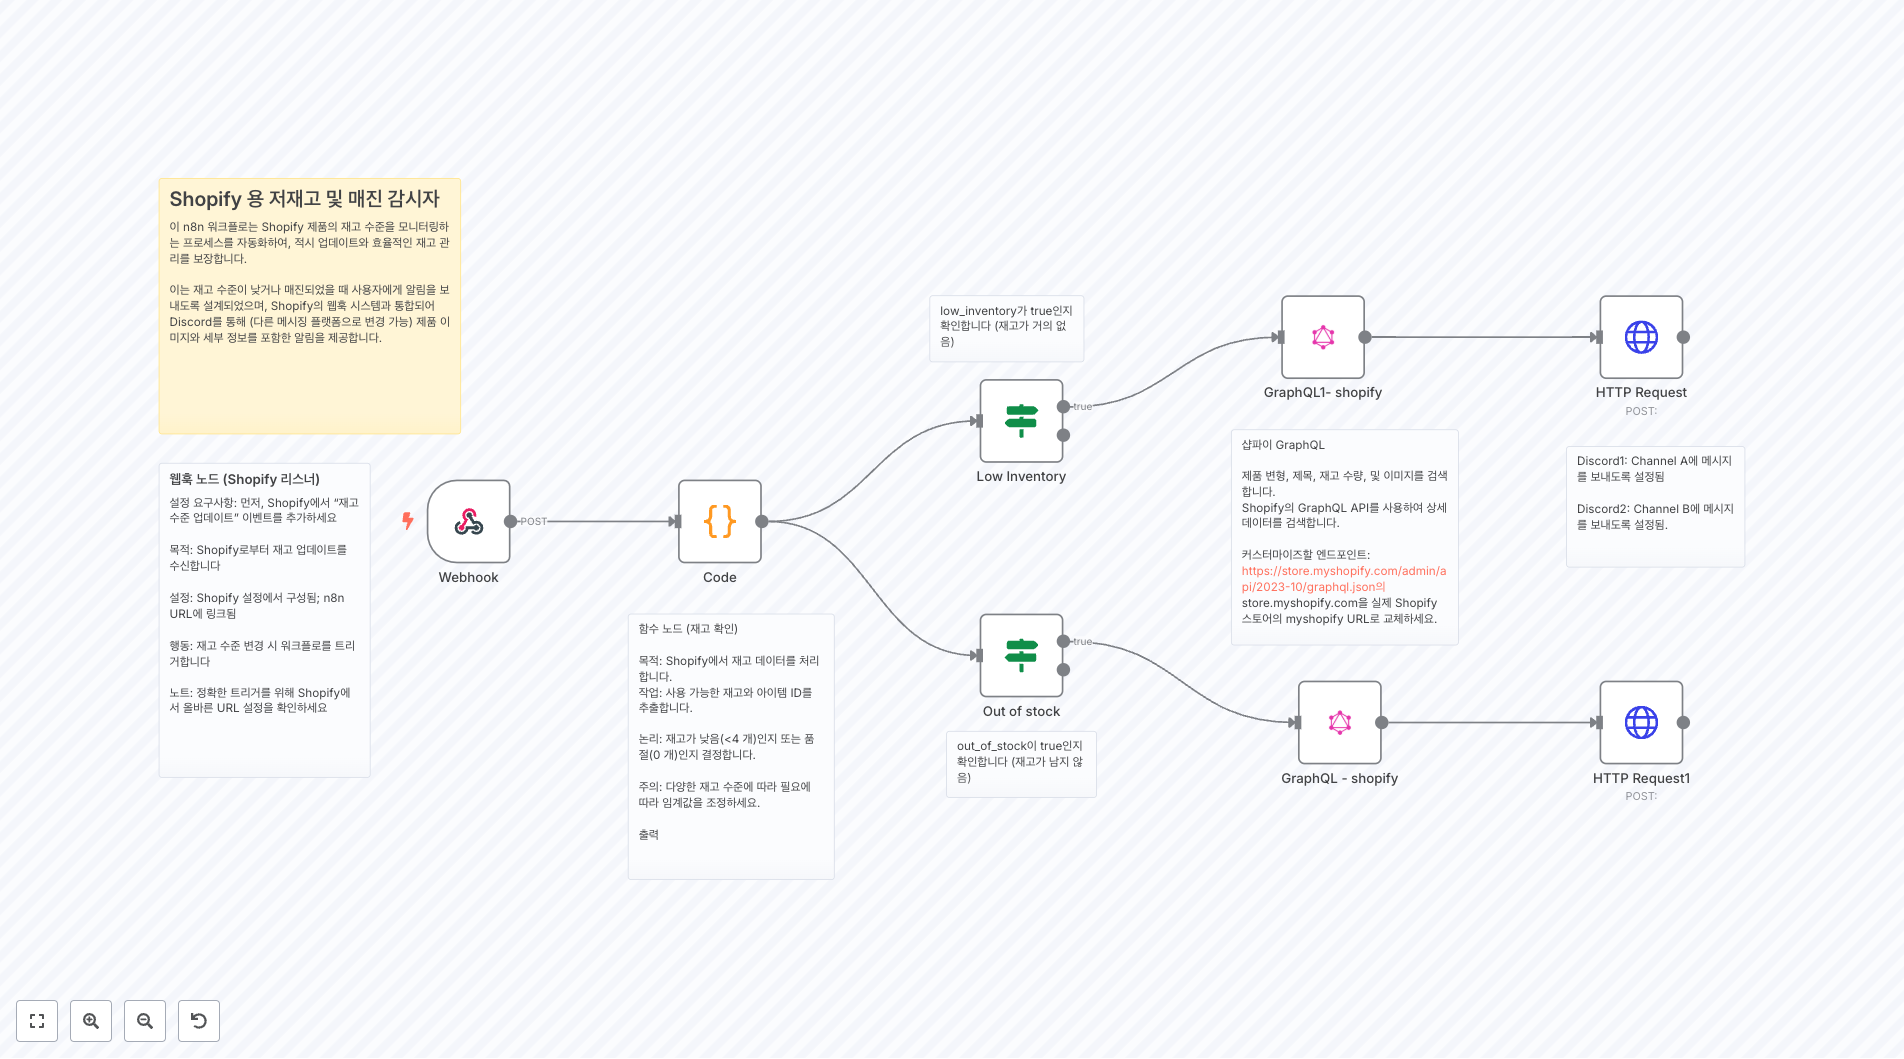 Shopify 용 저재고 및 매진 감시자
이 n8n 워크플로는 Shopify 제품의 재고 수준을 모니터링하
는 프로세스를 자동화하여, 적시 업데이트와 효율적인 재고 관
리를 보장합니다.
이는 재고 수준이 낮거나 매진되었을 때 사용자에게 알림을 보
내도록 설계되었으며, Shopify의 웹훅 시스템과 통합되어
Discord를 통해 (다른 메시징 플랫폼으로 변경 가능) 제품 이
미지와 세부 정보를 포함한 알림을 제공합니다.
웹훅 노드 (Shopify 리스너)
설정 요구사항: 먼저, Shopify에서 “재고
수준 업데이트” 이벤트를 추가하세요
목적: Shopify로부터 재고 업데이트를
수신합니다
설정: Shopify 설정에서 구성됨; n8n
URL에 링크됨
행동: 재고 수준 변경 시 워크플로를 트리
거합니다
노트: 정확한 트리거를 위해 Shopify에
서 올바른 URL 설정을 확인하세요
POST
Webhook
Code
함수 노드 (재고 확인)
목적: Shopify에서 재고 데이터를 처리
합니다.
작업: 사용 가능한 재고와 아이템 ID를
추출합니다.
논리: 재고가 낮음(<4 개)인지 또는 품
절(0 개)인지 결정합니다.
주의: 다양한 재고 수준에 따라 필요에
따라 임계값을 조정하세요.
출력
low_inventory가 true인지
확인합니다 (재고가 거의 없
음)
true
Low Inventory
true
Out of stock
out_of_stock이 true인지
확인합니다 (재고가 남지 않
음)
GraphQL1- shopify
샵파이 GraphQL
제품 변형, 제목, 재고 수량, 및 이미지를 검색
합니다.
Shopify의 GraphQL API를 사용하여 상세
데이터를 검색합니다.
커스터마이즈할 엔드포인트:
https://store.myshopify.com/admin/a
pi/2023-10/graphql.json의
store.myshopify.com을 실제 Shopify
스토어의 myshopify URL로 교체하세요.
GraphQL - shopify
HTTP Request
POST:
Discord1: Channel A에 메시지
를 보내도록 설정됨
Discord2: Channel B에 메시지
를 보내도록 설정됨.
HTTP Request1
POST: